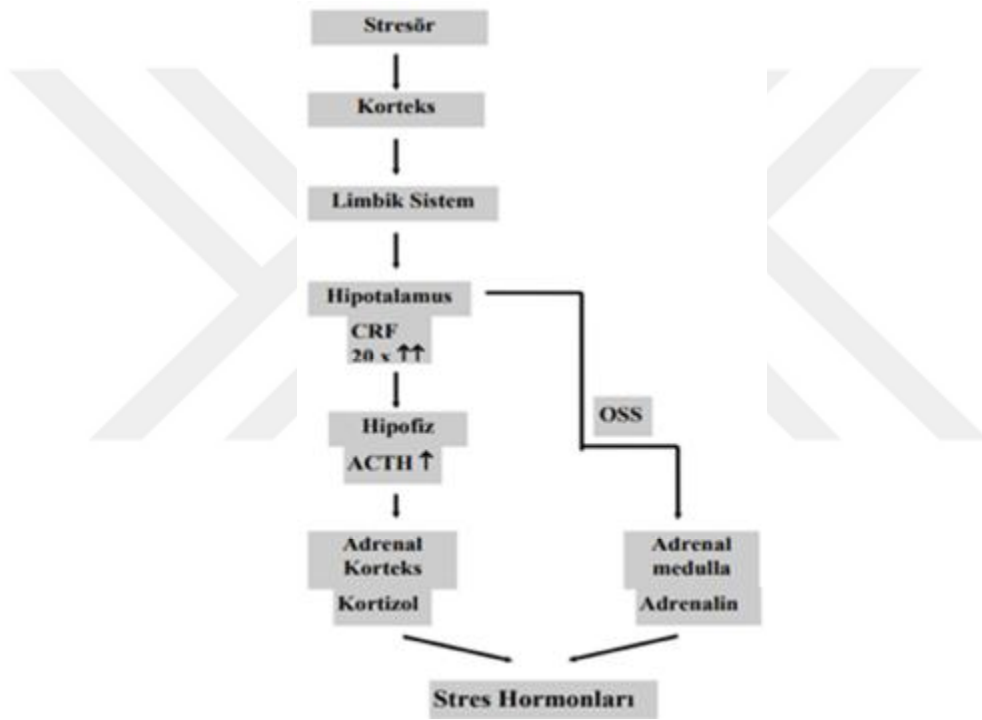 Stresör
Korteks
Limbik Sistem
Hipotalamus
CRF
20 x ↑↑
OSS
Hipofiz
ACTH ↑
Adrenal
Korteks
Kortizol
Adrenal
medulla
Adrenalin
Stres Hormonları